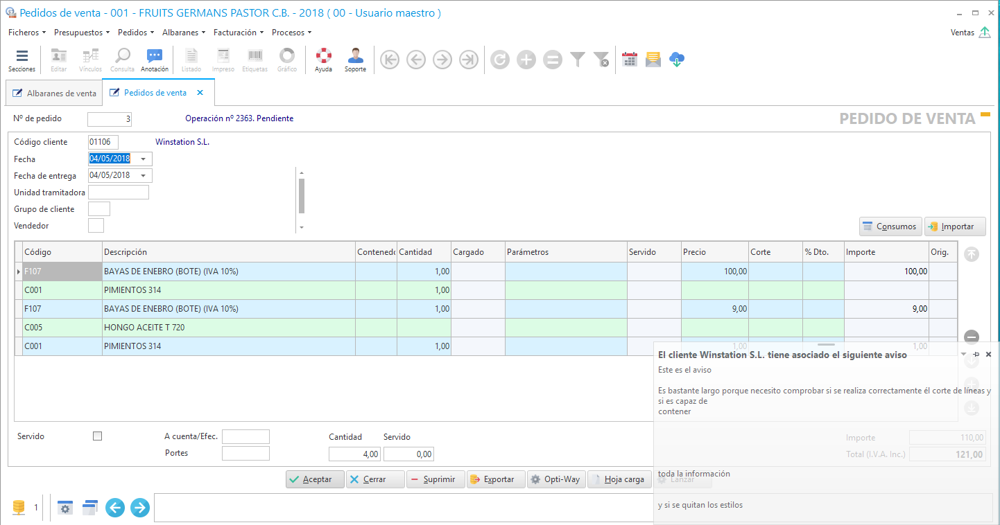 Pedidos de venta - 001 - FRUITS GERMANS PASTOR C.B. - 2018 ( 00 - Usuario maestro )
Ficheros Presupuestos Pedidos Albaranes Facturación Procesos Ventas
Secciones Editar Vínculos Consulta Anotación Listado Impreso Etiquetas Gráfico Ayuda Soporte
Albaranes de venta Pedidos de venta
Nº de pedido 3 Operación nº 2363. Pendiente PEDIDO DE VENTA
Código cliente 01106 Winstation S.L.
Fecha 04/05/2018
Fecha de entrega 04/05/2018
Unidad tramitadora
Grupo de cliente
Vendedor
Consumos Importar
Código Descripción Contenedo Cantidad Cargado Parámetros Servido Precio Corte % Dto. Importe Orig.
F107 BAYAS DE ENEBRO (BOTE) (IVA 10%) 1,00 100,00 100,00
C001 PIMIENTOS 314 1,00
F107 BAYAS DE ENEBRO (BOTE) (IVA 10%) 1,00 9,00 9,00
C005 HONGO ACEITE T 720
C001 PIMIENTOS 314 1,00 1,00 1,00
El cliente Winstation S.L. tiene asociado el siguiente aviso
Este es el aviso
Es bastante largo porque necesito comprobar si se realiza correctamente él corte de líneas y
si es capaz de
contener
Servido A cuenta/Efec. Cantidad Servido Importe 110,00
Portes 4,00 0,00 Total (I.V.A. Inc.) 121,00
toda la información
Aceptar Cerrar Suprimir Exportar Opti-Way Hoja carga Lanzar
1
y si se quitan los estilos